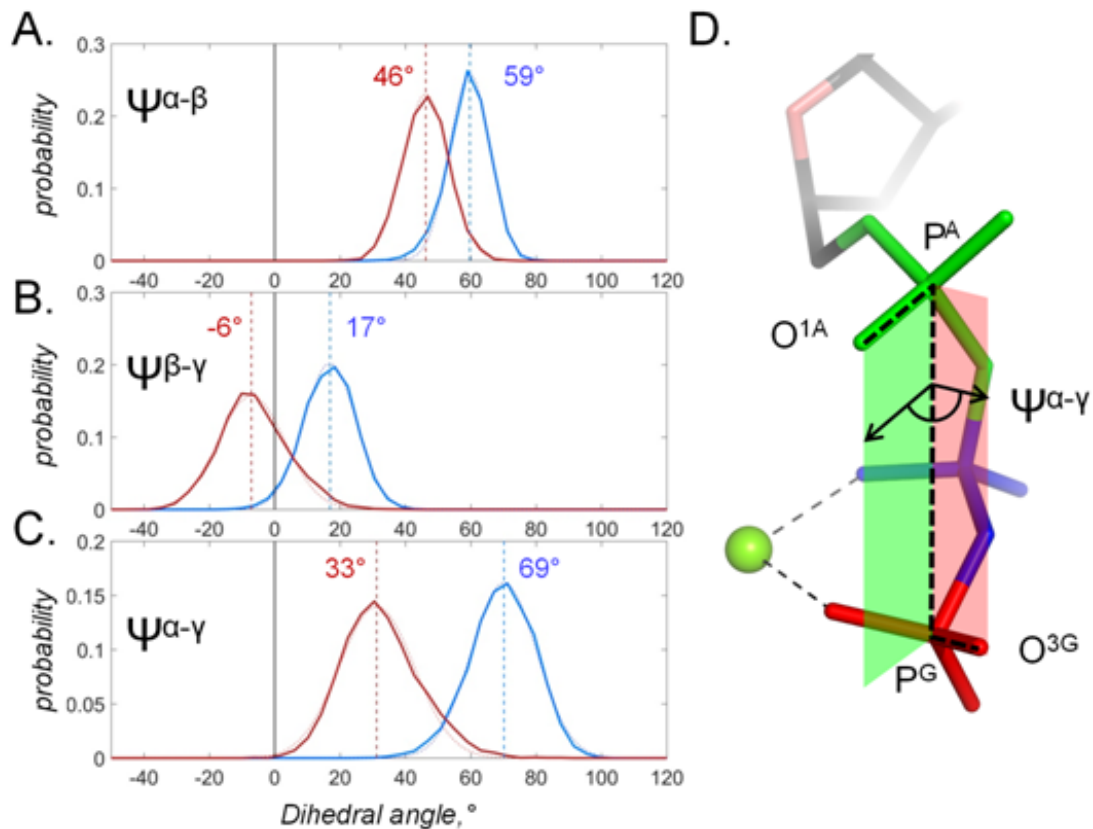 A.
probability
0.3
0.2
0.1
0
Ψα-β
46°
59°
-40 -20 0 20 40 60 80 100 120
B.
probability
0.3
0.2
0.1
0
Ψβ-γ
-6°
17°
-40 -20 0 20 40 60 80 100 120
C.
probability
0.2
0.15
0.1
0.05
0
Ψα-γ
33°
69°
-40 -20 0 20 40 60 80 100 120
Dihedral angle,°
D.
PA
O1A
Ψα-γ
O3G
PG